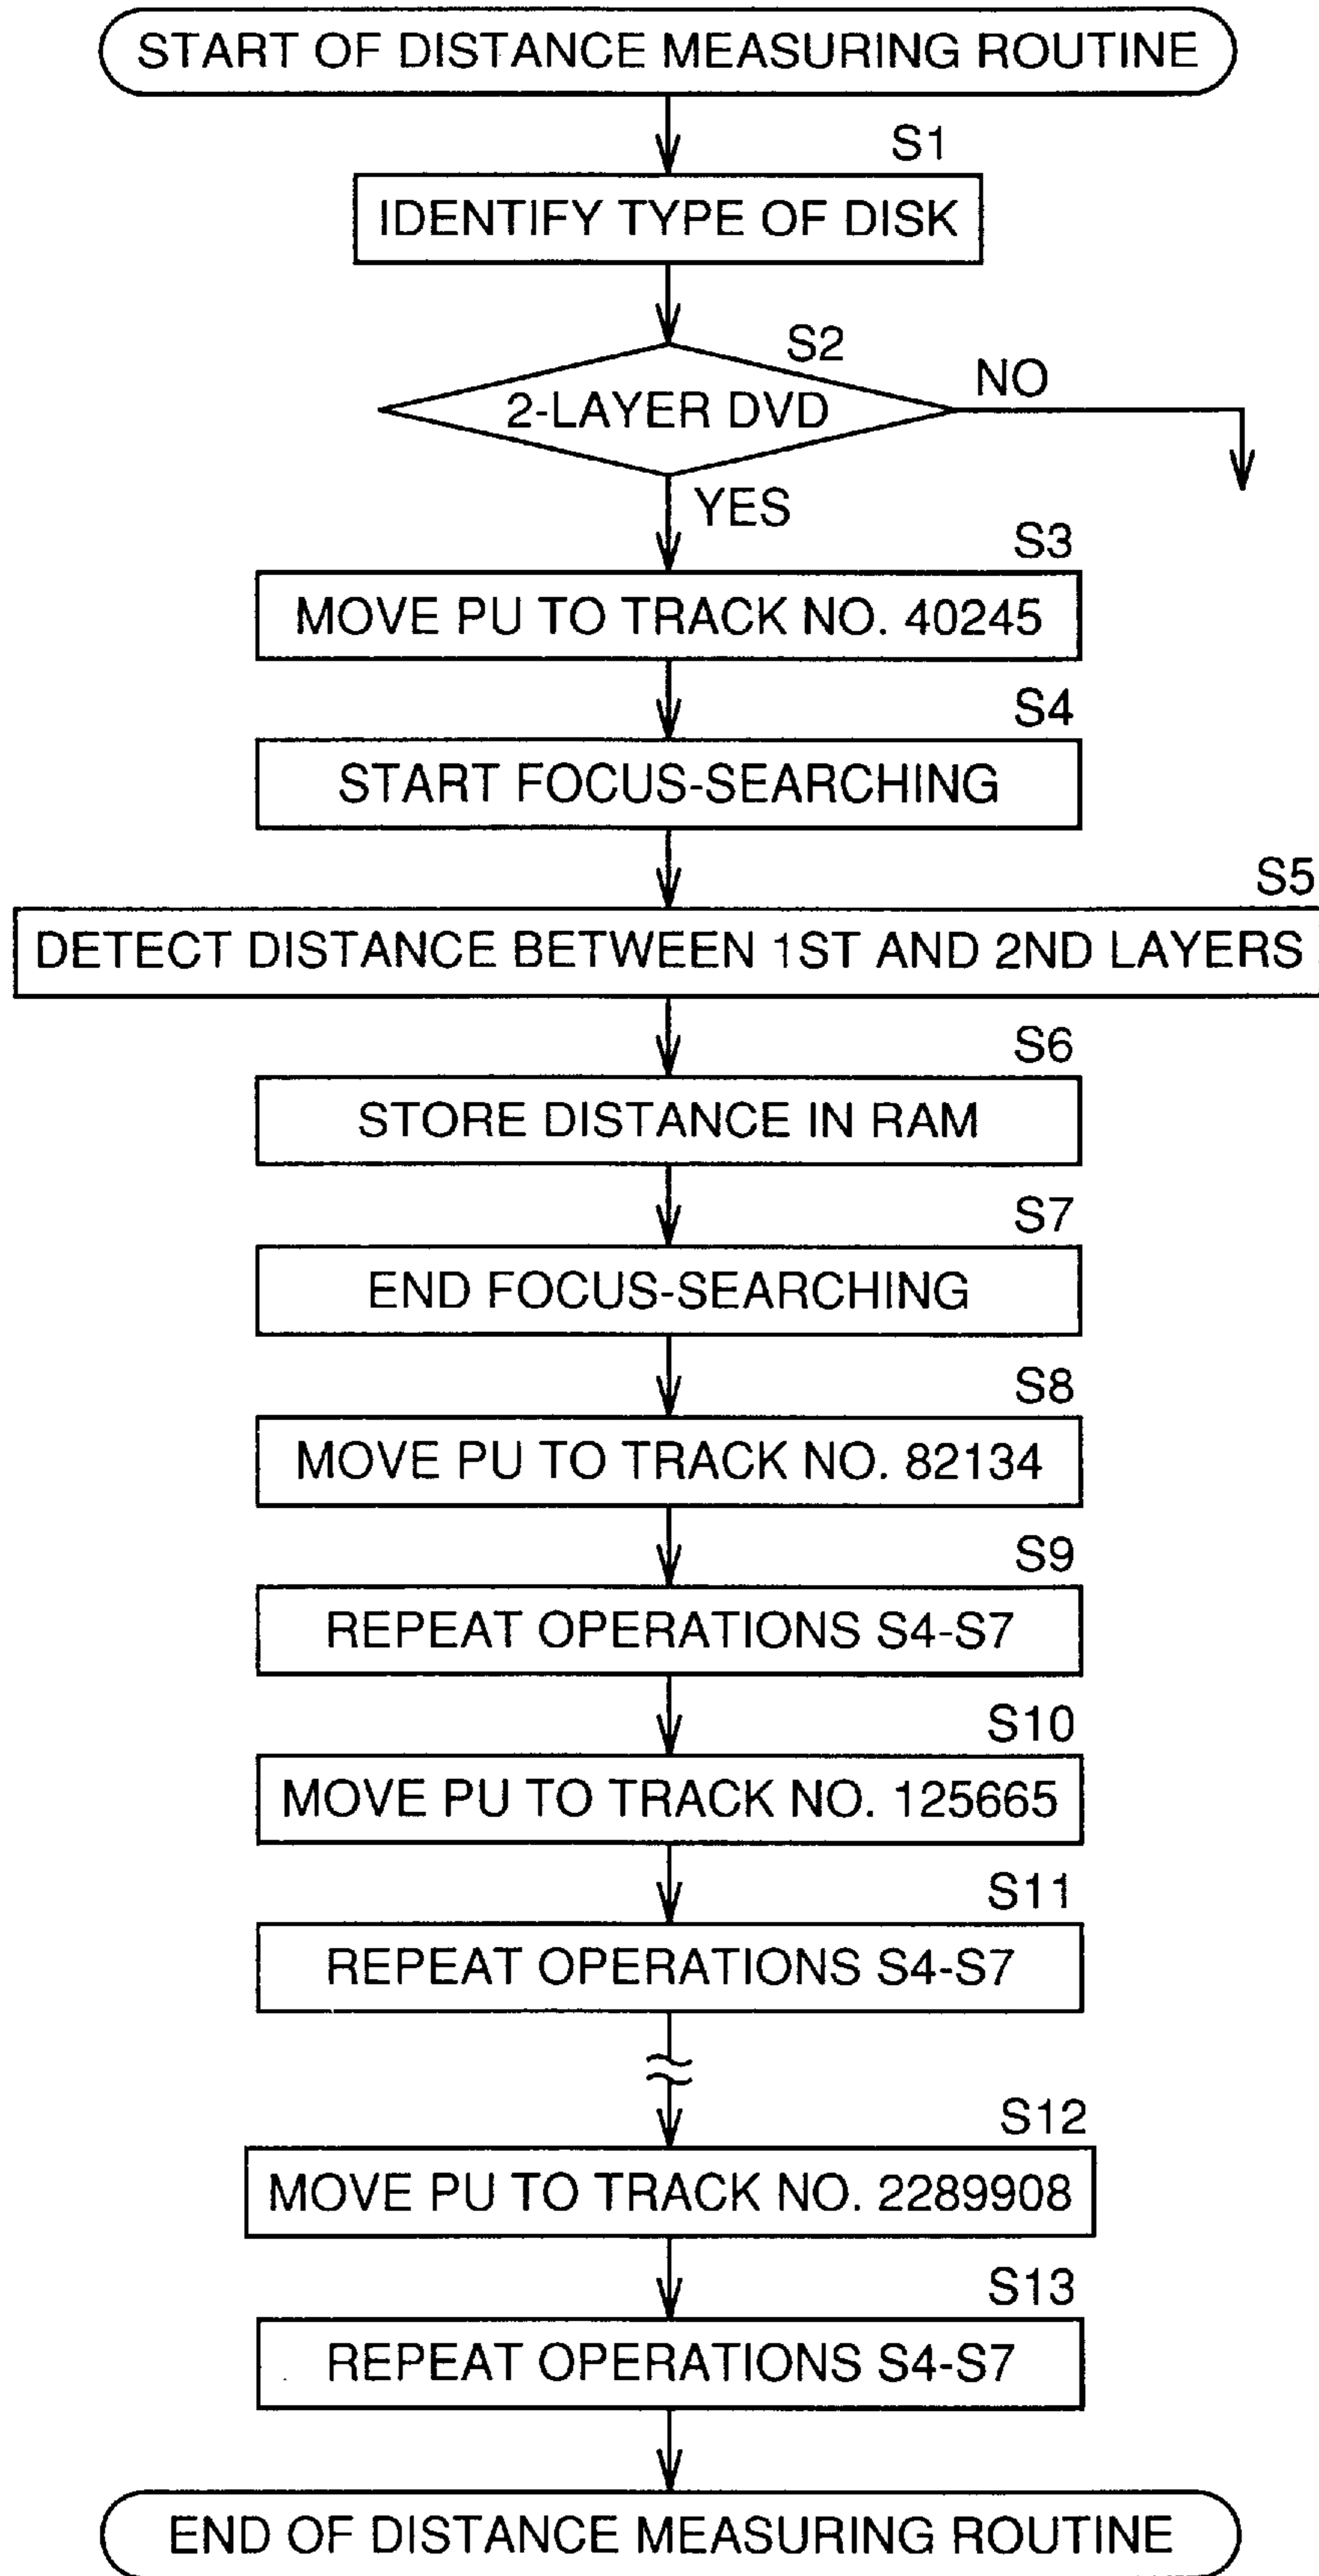 START OF DISTANCE MEASURING ROUTINE
S1
IDENTIFY TYPE OF DISK
S2
2-LAYER DVD
NO
YES
S3
MOVE PU TO TRACK NO. 40245
S4
START FOCUS-SEARCHING
S5
DETECT DISTANCE BETWEEN 1ST AND 2ND LAYERS
S6
STORE DISTANCE IN RAM
S7
END FOCUS-SEARCHING
S8
MOVE PU TO TRACK NO. 82134
S9
REPEAT OPERATIONS S4-S7
S10
MOVE PU TO TRACK NO. 125665
S11
REPEAT OPERATIONS S4-S7
S12
MOVE PU TO TRACK NO. 2289908
S13
REPEAT OPERATIONS S4-S7
END OF DISTANCE MEASURING ROUTINE